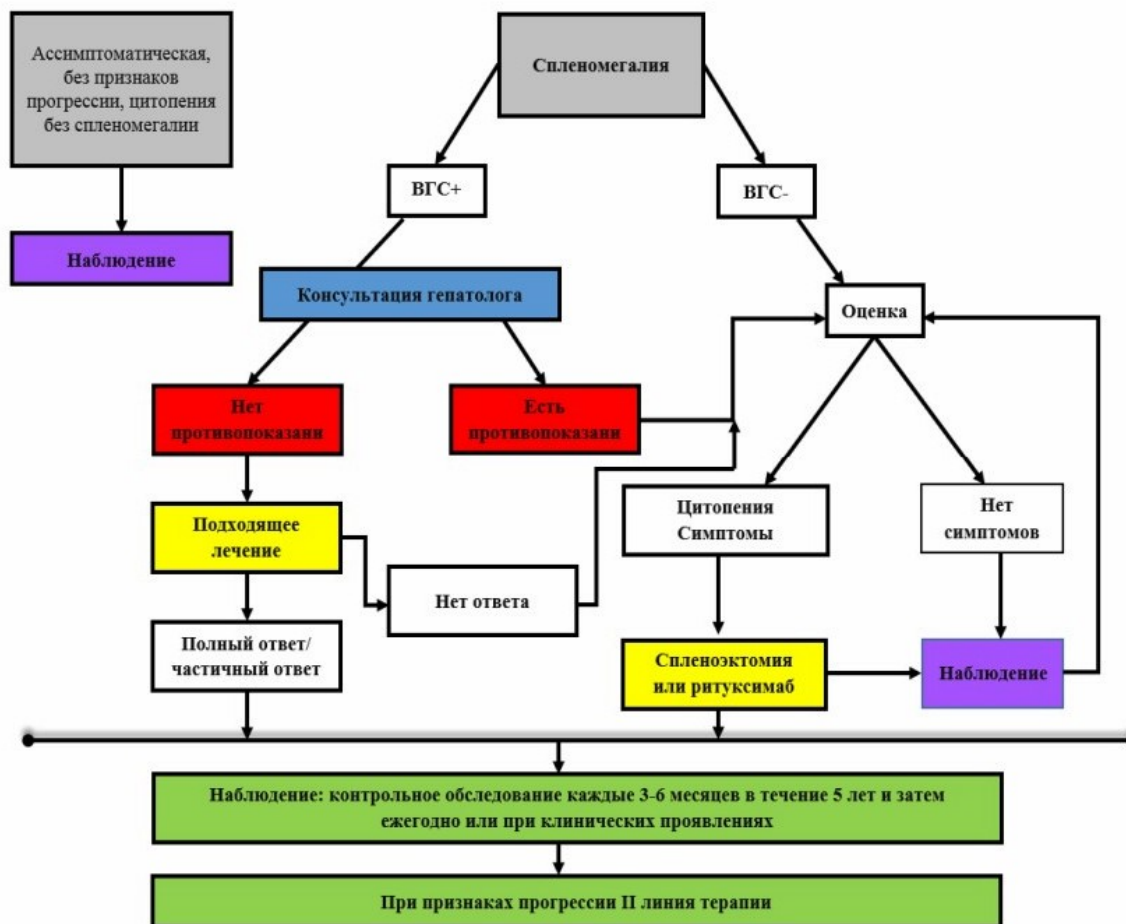 Ассимптоматическая,
без признаков
прогрессии, цитопения
без спленомегалии
Наблюдение
Спленомегалия
ВГС+
ВГС-
Консультация гепатолога
Оценка
Нет
противопоказани
Есть
противопоказани
Подходящее
лечение
Нет ответа
Цитопения
Симптомы
Нет
симптомов
Полный ответ/
частичный ответ
Спленоэктомия
или ритуксимаб
Наблюдение
Наблюдение: контрольное обследование каждые 3-6 месяцев в течение 5 лет и затем
ежегодно или при клинических проявлениях
При признаках прогрессии II линия терапии